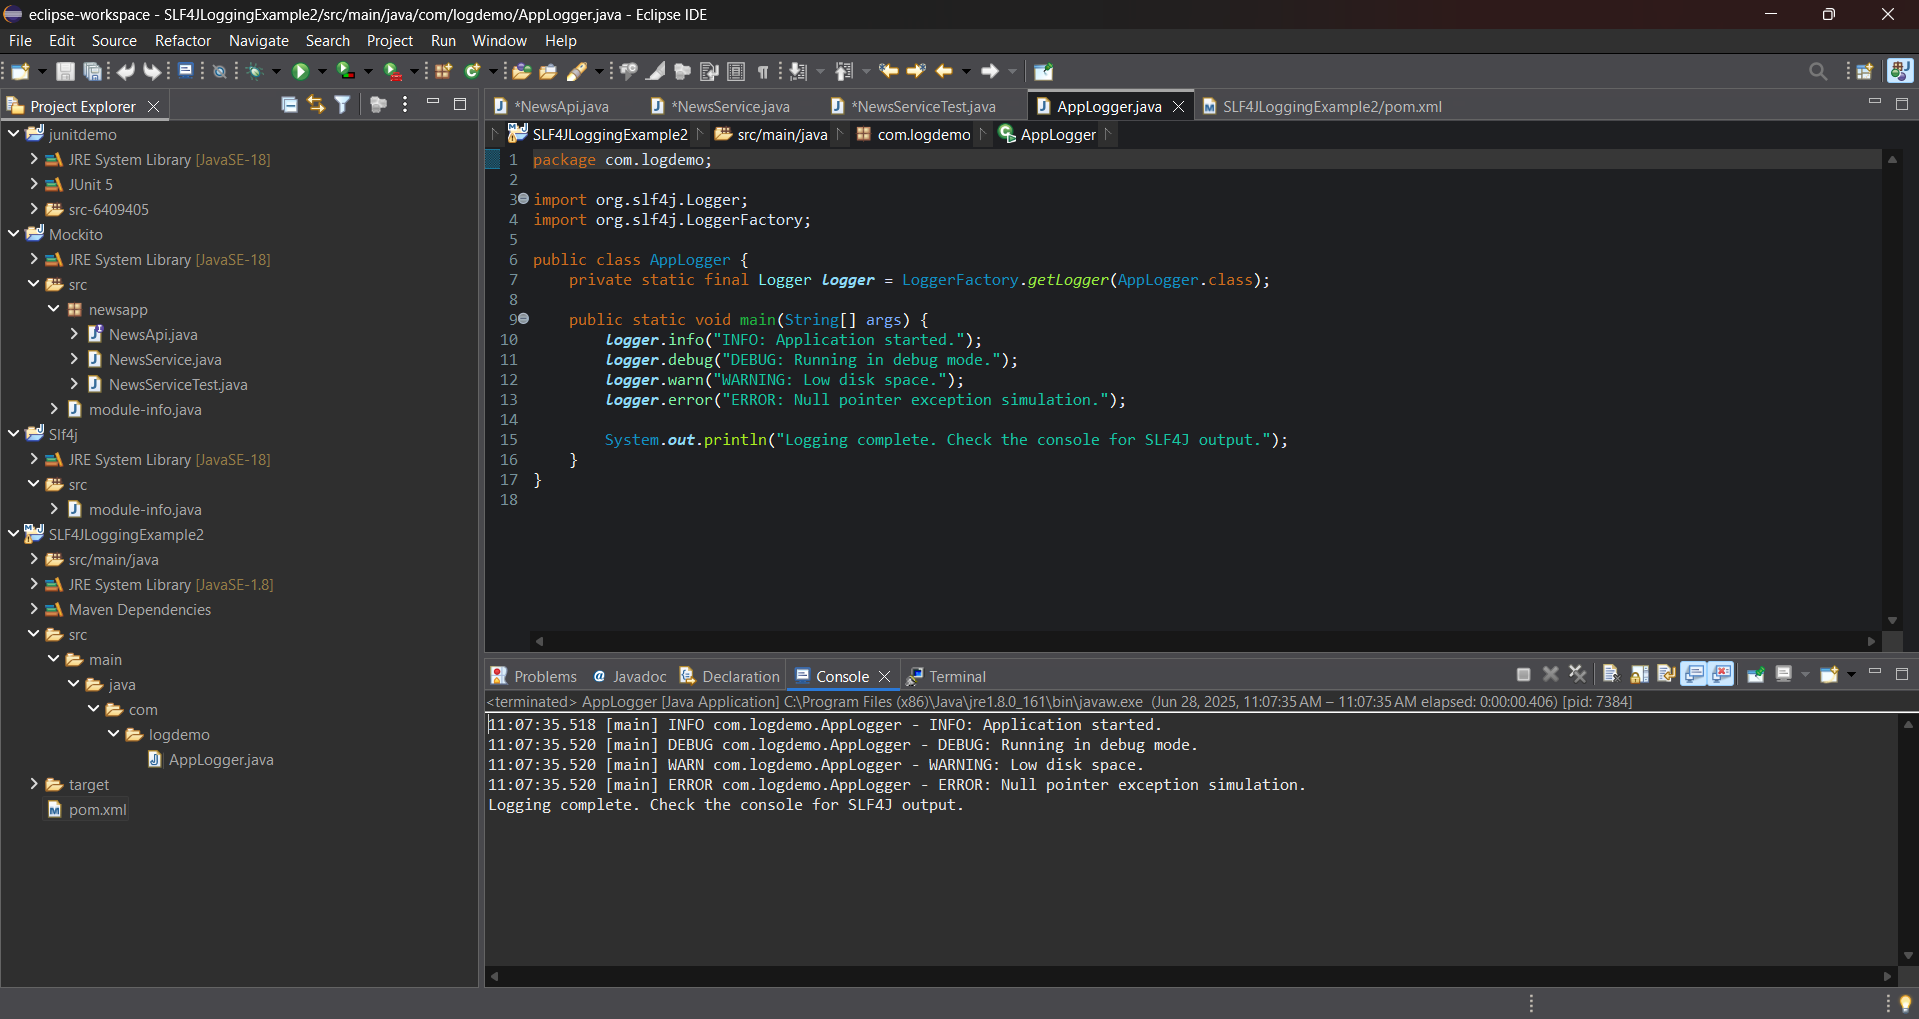 eclipse-workspace - SLF4JLoggingExample2/src/main/java/com/logdemo/AppLogger.java - Eclipse IDE
File Edit Source Refactor Navigate Search Project Run Window Help
Project Explorer
junitdemo
JRE System Library [JavaSE-18]
JUnit 5
src-6409405
Mockito
JRE System Library [JavaSE-18]
src
newsapp
NewsApi.java
NewsService.java
NewsServiceTest.java
module-info.java
Slf4j
JRE System Library [JavaSE-18]
src
module-info.java
SLF4JLoggingExample2
src/main/java
JRE System Library [JavaSE-1.8]
Maven Dependencies
src
main
java
com
logdemo
AppLogger.java
target
pom.xml
*NewsApi.java *NewsService.java *NewsServiceTest.java AppLogger.java SLF4JLoggingExample2/pom.xml
SLF4JLoggingExample2 src/main/java com.logdemo AppLogger
1 package com.logdemo;
2
3 import org.slf4j.Logger;
4 import org.slf4j.LoggerFactory;
5
6 public class AppLogger {
7     private static final Logger logger = LoggerFactory.getLogger(AppLogger.class);
8
9     public static void main(String[] args) {
10         logger.info("INFO: Application started.");
11         logger.debug("DEBUG: Running in debug mode.");
12         logger.warn("WARNING: Low disk space.");
13         logger.error("ERROR: Null pointer exception simulation.");
14
15         System.out.println("Logging complete. Check the console for SLF4J output.");
16     }
17 }
18
Problems Javadoc Declaration Console Terminal
<terminated> AppLogger [Java Application] C:\Program Files (x86)\Java\jre1.8.0_161\bin\javaw.exe (Jun 28, 2025, 11:07:35 AM – 11:07:35 AM elapsed: 0:00:00.406) [pid: 7384]
11:07:35.518 [main] INFO com.logdemo.AppLogger - INFO: Application started.
11:07:35.520 [main] DEBUG com.logdemo.AppLogger - DEBUG: Running in debug mode.
11:07:35.520 [main] WARN com.logdemo.AppLogger - WARNING: Low disk space.
11:07:35.520 [main] ERROR com.logdemo.AppLogger - ERROR: Null pointer exception simulation.
Logging complete. Check the console for SLF4J output.